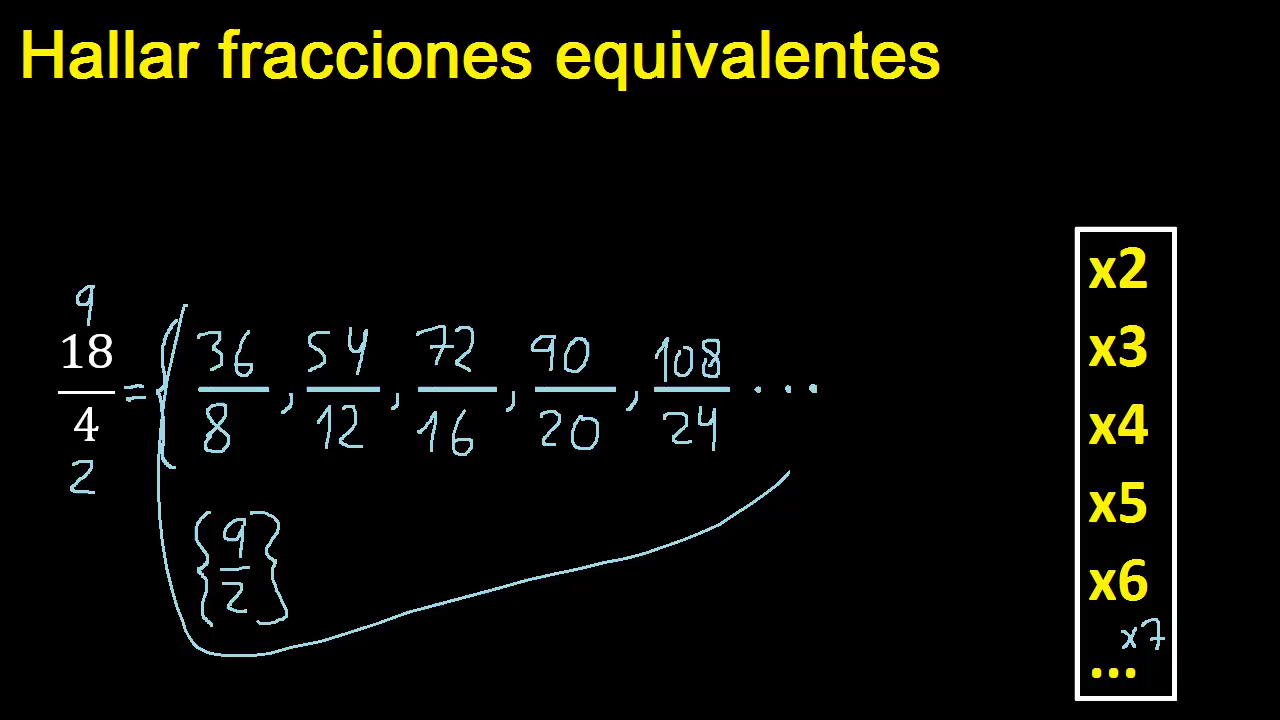 Hallar fracciones equivalentes
9
18/4 = { 36/8 , 54/12 , 72/16 , 90/20 , 108/24 ...
2
{9/2}
x2
x3
x4
x5
x6
x7
...